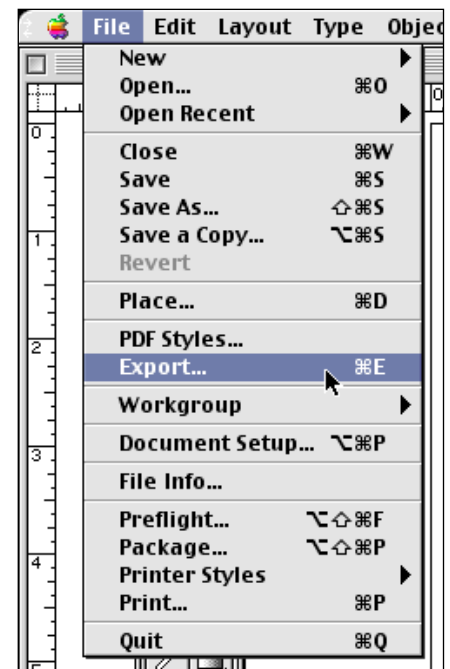 File Edit Layout Type Objec
New
Open... ⌘O
Open Recent
Close ⌘W
Save ⌘S
Save As... ⇧⌘S
Save a Copy... ⌥⌘S
Revert
Place... ⌘D
PDF Styles...
Export... ⌘E
Workgroup
Document Setup... ⌥⌘P
File Info...
Preflight... ⌥⇧⌘F
Package... ⌥⇧⌘P
Printer Styles
Print... ⌘P
Quit ⌘Q
0
0
1
2
3
4